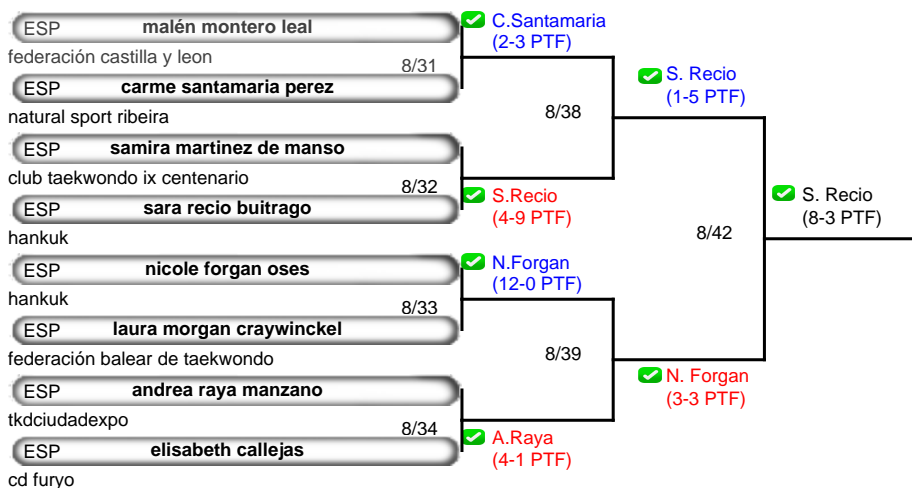 ESP malén montero leal
federación castilla y leon
8/31
ESP carme santamaria perez
natural sport ribeira
ESP samira martinez de manso
club taekwondo ix centenario
8/32
ESP sara recio buitrago
hankuk
ESP nicole forgan oses
hankuk
8/33
ESP laura morgan craywinckel
federación balear de taekwondo
ESP andrea raya manzano
tkdciudadexpo
8/34
ESP elisabeth callejas
cd furyo
C.Santamaria
(2-3 PTF)
8/38
S.Recio
(4-9 PTF)
N.Forgan
(12-0 PTF)
8/39
A.Raya
(4-1 PTF)
S. Recio
(1-5 PTF)
8/42
N. Forgan
(3-3 PTF)
S. Recio
(8-3 PTF)